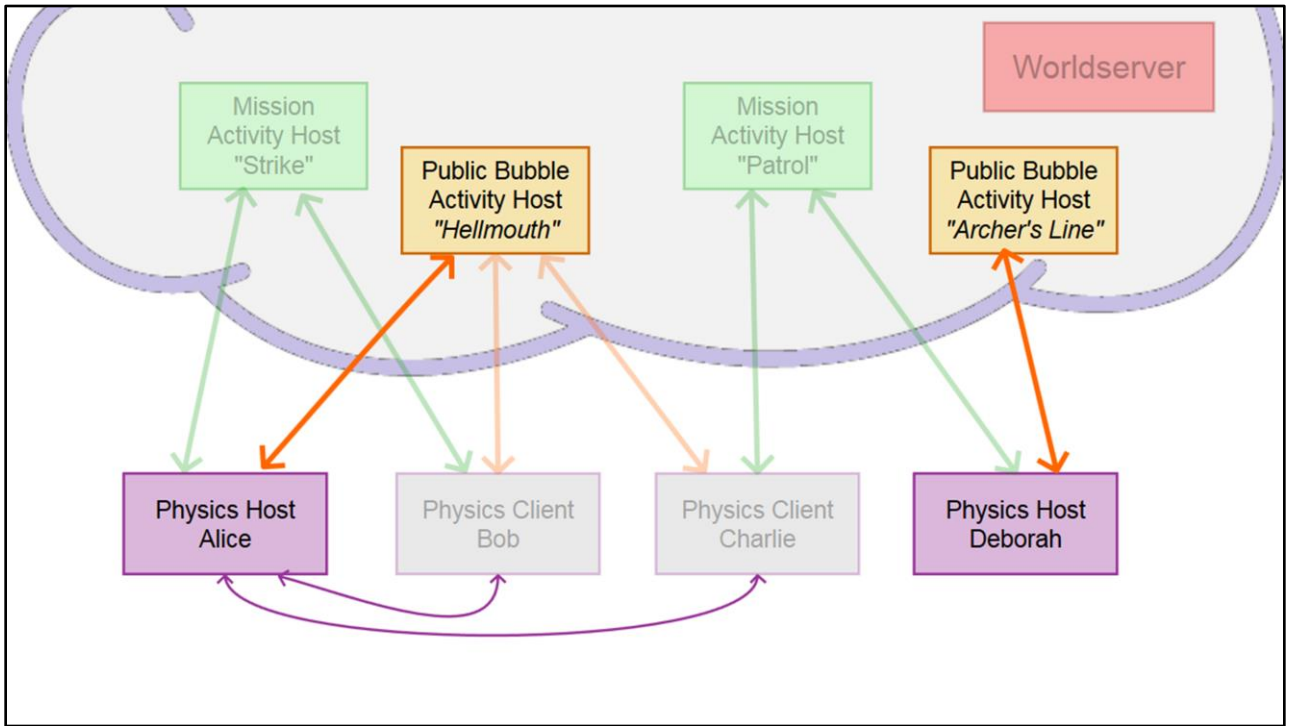 Worldserver
Mission
Activity Host
"Strike"
Mission
Activity Host
"Patrol"
Public Bubble
Activity Host
"Hellmouth"
Public Bubble
Activity Host
"Archer's Line"
Physics Host
Alice
Physics Client
Bob
Physics Client
Charlie
Physics Host
Deborah